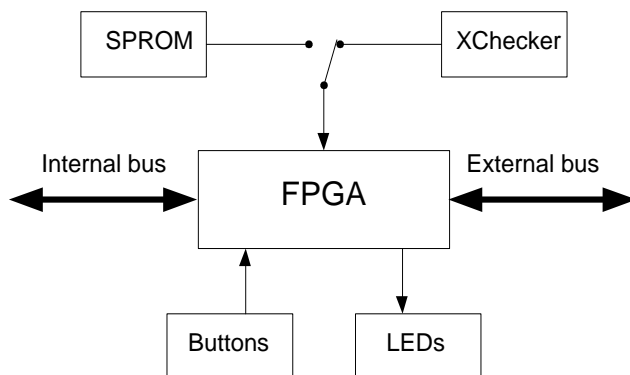 SPROM
XChecker
Internal bus
External bus
FPGA
Buttons
LEDs